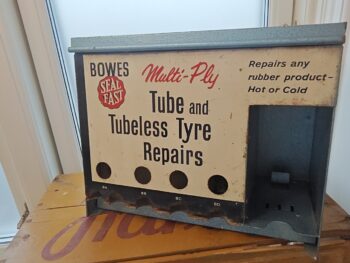 BOWES
SEAL
FAST
Multi-Ply
Tube and
Tubeless Tyre
Repairs
Repairs any
rubber product-
Hot or Cold